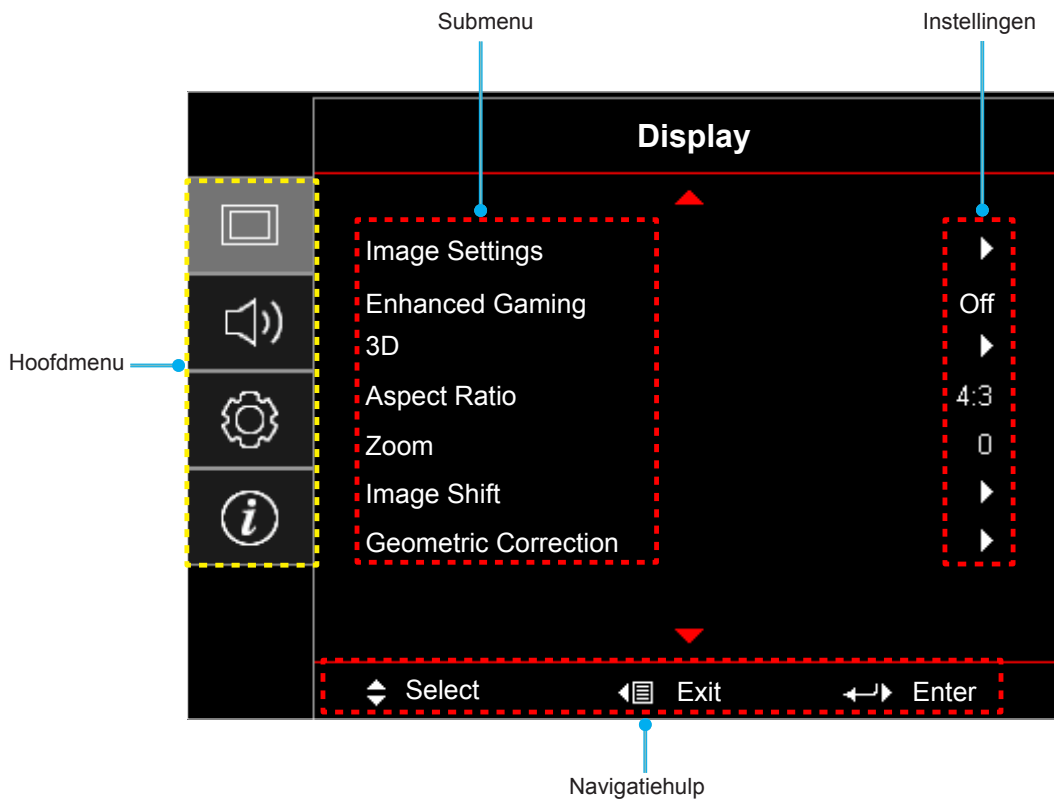 Submenu
Instellingen
Display
Image Settings
Enhanced Gaming Off
3D
Hoofdmenu
Aspect Ratio 4:3
Zoom 0
Image Shift
Geometric Correction
Select Exit Enter
Navigatiehulp